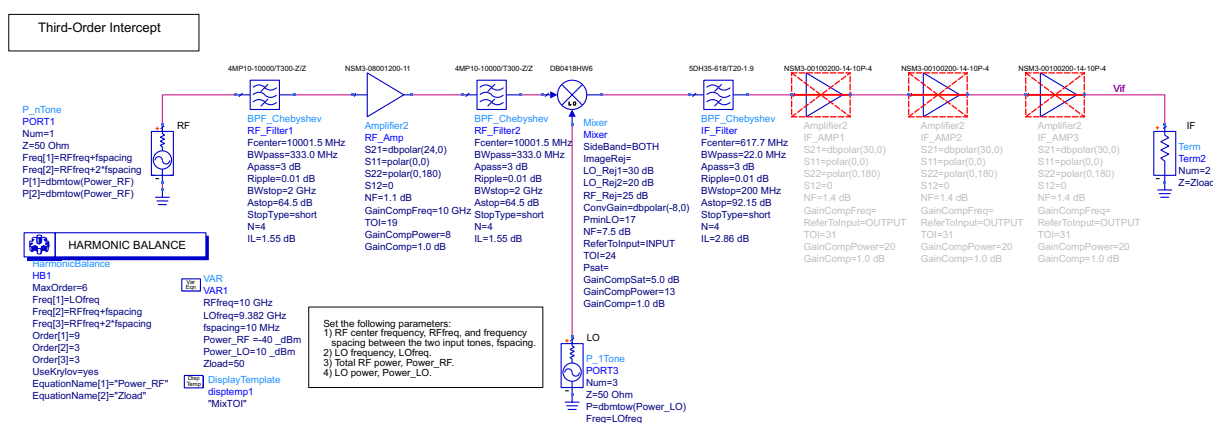 Third-Order Intercept
4MP10-10000/T300-Z/Z
NSM3-08001200-11
4MP10-10000/T300-Z/Z
DB0418HW6
5DH35-618/T20-1.9
NSM3-00100200-14-10P-4
NSM3-00100200-14-10P-4
NSM3-00100200-14-10P-4
Vif
P_nTone
PORT1
Num=1
Z=50 Ohm
Freq[1]=RFfreq+fspacing
Freq[2]=RFfreq+2*fspacing
P[1]=dbmtow(Power_RF)
P[2]=dbmtow(Power_RF)
RF
BPF_Chebyshev
RF_Filter1
Fcenter=10001.5 MHz
BWpass=333.0 MHz
Apass=3 dB
Ripple=0.01 dB
BWstop=2 GHz
Astop=64.5 dB
StopType=short
N=4
IL=1.55 dB
Amplifier2
RF_Amp
S21=dbpolar(24,0)
S11=polar(0,0)
S22=polar(0,180)
S12=0
NF=1.1 dB
GainCompFreq=10 GHz
TOI=19
GainCompPower=8
GainComp=1.0 dB
BPF_Chebyshev
RF_Filter2
Fcenter=10001.5 MHz
BWpass=333.0 MHz
Apass=3 dB
Ripple=0.01 dB
BWstop=2 GHz
Astop=64.5 dB
StopType=short
N=4
IL=1.55 dB
LO
Mixer
Mixer
SideBand=BOTH
ImageRej=
LO_Rej1=30 dB
LO_Rej2=20 dB
RF_Rej=25 dB
ConvGain=dbpolar(-8,0)
PminLO=17
NF=7.5 dB
ReferToInput=INPUT
TOI=24
Psat=
GainCompSat=5.0 dB
GainCompPower=13
GainComp=1.0 dB
BPF_Chebyshev
IF_Filter
Fcenter=617.7 MHz
BWpass=22.0 MHz
Apass=3 dB
Ripple=0.01 dB
BWstop=200 MHz
Astop=92.15 dB
StopType=short
N=4
IL=2.86 dB
Amplifier2
IF_AMP1
S21=dbpolar(30,0)
S11=polar(0,0)
S22=polar(0,180)
S12=0
NF=1.4 dB
GainCompFreq=
ReferToInput=OUTPUT
TOI=31
GainCompPower=20
GainComp=1.0 dB
Amplifier2
IF_AMP2
S21=dbpolar(30,0)
S11=polar(0,0)
S22=polar(0,180)
S12=0
NF=1.4 dB
GainCompFreq=
ReferToInput=OUTPUT
TOI=31
GainCompPower=20
GainComp=1.0 dB
Amplifier2
IF_AMP3
S21=dbpolar(30,0)
S11=polar(0,0)
S22=polar(0,180)
S12=0
NF=1.4 dB
GainCompFreq=
ReferToInput=OUTPUT
TOI=31
GainCompPower=20
GainComp=1.0 dB
IF
Term
Term2
Num=2
Z=Zload
HARMONIC BALANCE
HarmonicBalance
HB1
MaxOrder=6
Freq[1]=LOfreq
Freq[2]=RFfreq+fspacing
Freq[3]=RFfreq+2*fspacing
Order[1]=9
Order[2]=3
Order[3]=3
UseKrylov=yes
EquationName[1]="Power_RF"
EquationName[2]="Zload"
Var
Eqn
VAR
VAR1
RFfreq=10 GHz
LOfreq=9.382 GHz
fspacing=10 MHz
Power_RF =-40 _dBm
Power_LO=10 _dBm
Zload=50
Disp
Temp
DisplayTemplate
disptemp1
"MixTOI"
Set the following parameters:
1) RF center frequency, RFfreq, and frequency
spacing between the two input tones, fspacing.
2) LO frequency, LOfreq.
3) Total RF power, Power_RF.
4) LO power, Power_LO.
LO
P_1Tone
PORT3
Num=3
Z=50 Ohm
P=dbmtow(Power_LO)
Freq=LOfreq